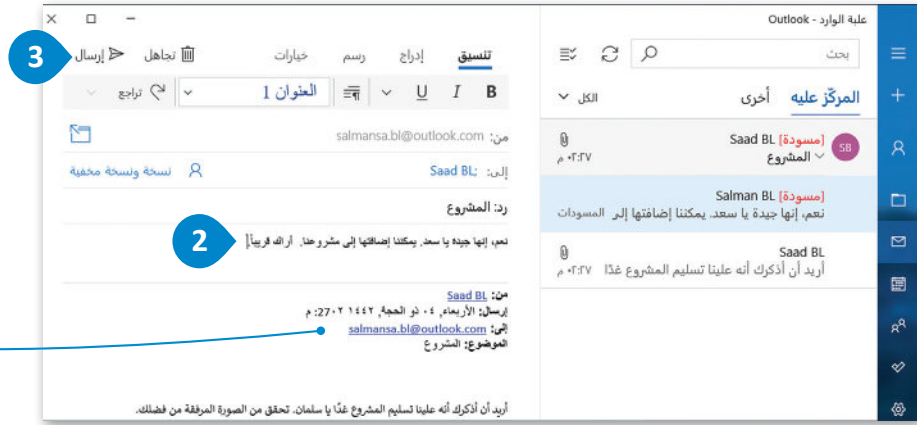 علبة الوارد - Outlook
بحث
المركّز عليه أخرى الكل
SB
[مسودة] Saad BL
المشروع ٠٢:٢٧ م
[مسودة] Salman BL
نعم، إنها جيدة يا سعد. يمكننا إضافتها إلى المسودات
Saad BL
أريد أن أذكرك أنه علينا تسليم المشروع غدًا ٠٢:٢٧ م
تنسيق إدراج رسم خيارات تجاهل إرسال
3
B I U العنوان 1 تراجع
من: salmansa.bl@outlook.com
إلى: Saad BL; نسخة ونسخة مخفية
رد: المشروع
نعم، إنها جيدة يا سعد. يمكننا إضافتها إلى مشروعنا. أراك قريباً.
2
من: Saad BL
إرسال: الأربعاء, ٠٤ ذو الحجة, ١٤٤٢ ٠٢:27 م
إلى: salmansa.bl@outlook.com
الموضوع: المشروع
أريد أن أذكرك أنه علينا تسليم المشروع غدًا يا سلمان. تحقق من الصورة المرفقة من فضلك.